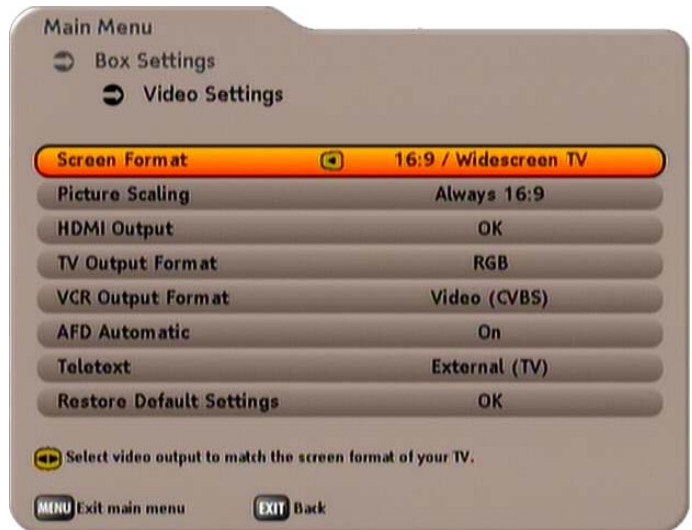 Main Menu
Box Settings
Video Settings
Screen Format 16:9 / Widescreen TV
Picture Scaling Always 16:9
HDMI Output OK
TV Output Format RGB
VCR Output Format Video (CVBS)
AFD Automatic On
Teletext External (TV)
Restore Default Settings OK
Select video output to match the screen format of your TV.
MENU Exit main menu EXIT Back